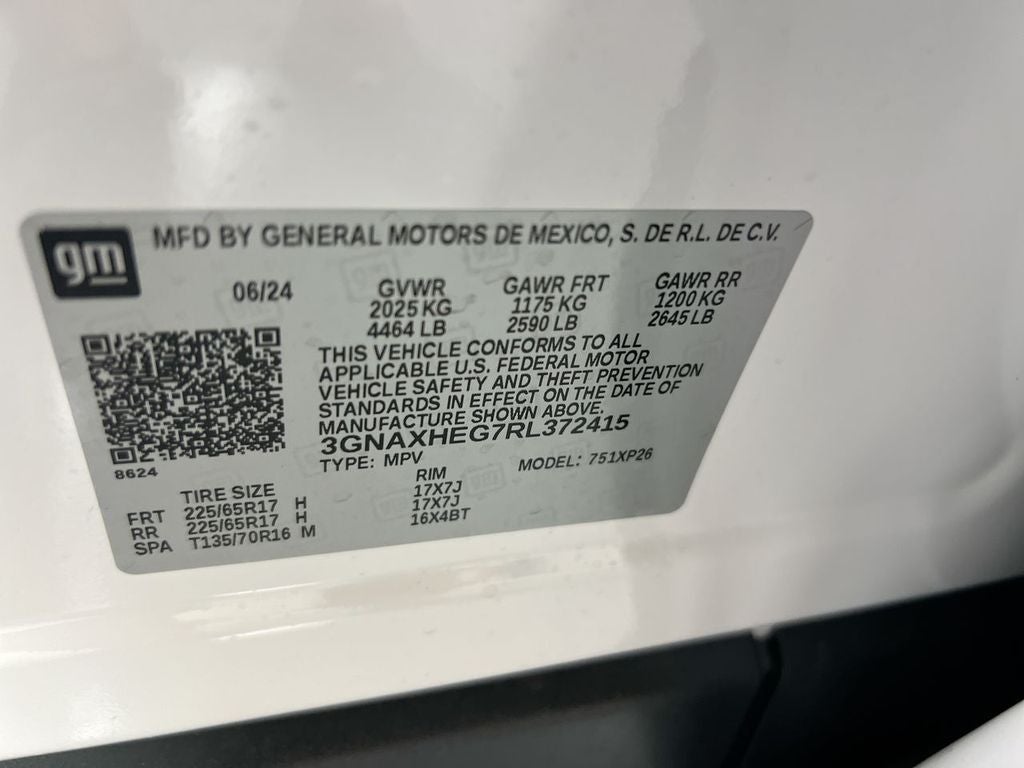 gm
MFD BY GENERAL MOTORS DE MEXICO, S. DE R.L. DE C.V.
06/24
GVWR GAWR FRT GAWR RR
2025 KG 1175 KG 1200 KG
4464 LB 2590 LB 2645 LB
THIS VEHICLE CONFORMS TO ALL
APPLICABLE U.S. FEDERAL MOTOR
VEHICLE SAFETY AND THEFT PREVENTION
STANDARDS IN EFFECT ON THE DATE OF
MANUFACTURE SHOWN ABOVE.
3GNAXHEG7RL372415
TYPE: MPV MODEL: 751XP26
8624
TIRE SIZE RIM
FRT 225/65R17 H 17X7J
RR 225/65R17 H 17X7J
SPA T135/70R16 M 16X4BT